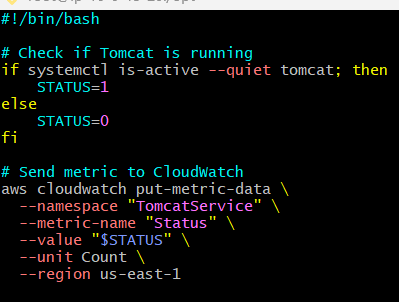 #!/bin/bash
# Check if Tomcat is running
if systemctl is-active --quiet tomcat; then
    STATUS=1
else
    STATUS=0
fi
# Send metric to CloudWatch
aws cloudwatch put-metric-data \
  --namespace "TomcatService" \
  --metric-name "Status" \
  --value "$STATUS" \
  --unit Count \
  --region us-east-1